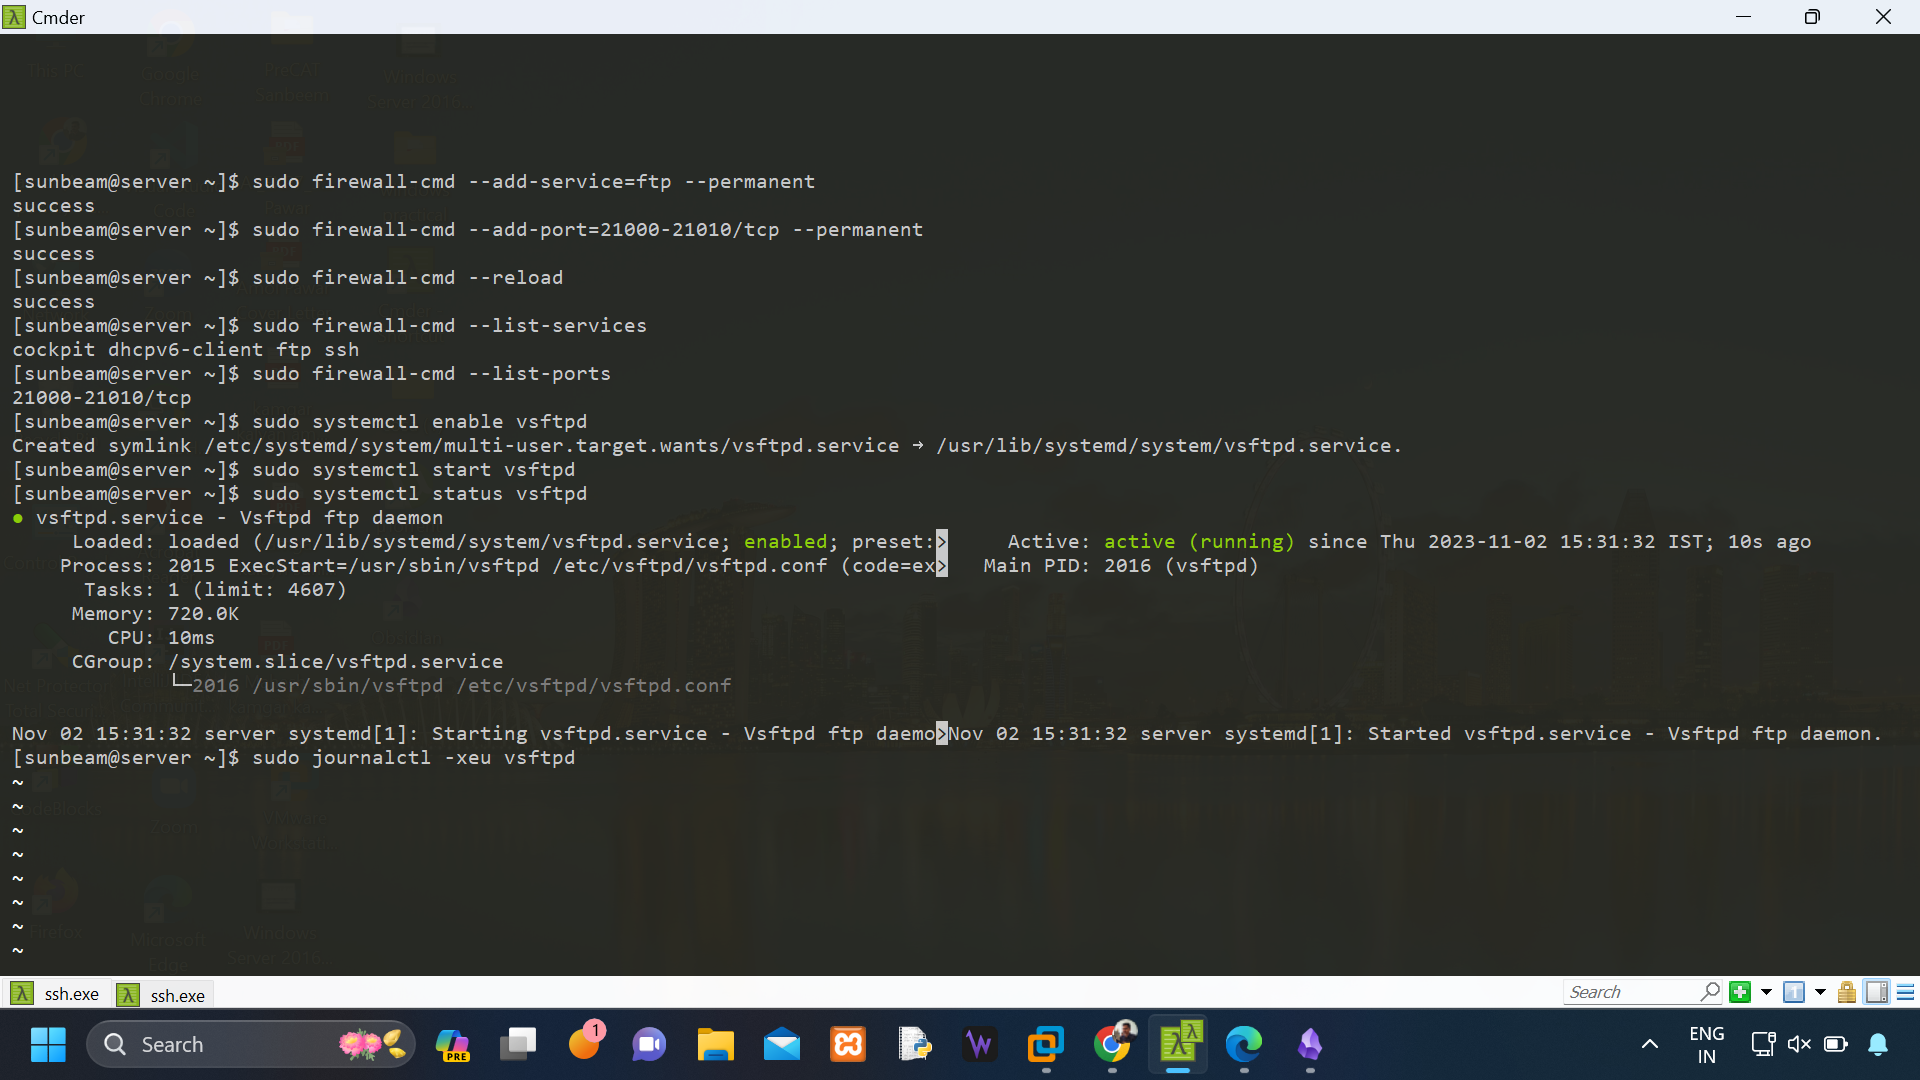 Cmder
[sunbeam@server ~]$ sudo firewall-cmd --add-service=ftp --permanent
success
[sunbeam@server ~]$ sudo firewall-cmd --add-port=21000-21010/tcp --permanent
success
[sunbeam@server ~]$ sudo firewall-cmd --reload
success
[sunbeam@server ~]$ sudo firewall-cmd --list-services
cockpit dhcpv6-client ftp ssh
[sunbeam@server ~]$ sudo firewall-cmd --list-ports
21000-21010/tcp
[sunbeam@server ~]$ sudo systemctl enable vsftpd
Created symlink /etc/systemd/system/multi-user.target.wants/vsftpd.service → /usr/lib/systemd/system/vsftpd.service.
[sunbeam@server ~]$ sudo systemctl start vsftpd
[sunbeam@server ~]$ sudo systemctl status vsftpd
● vsftpd.service - Vsftpd ftp daemon
Loaded: loaded (/usr/lib/systemd/system/vsftpd.service; enabled; preset:> Active: active (running) since Thu 2023-11-02 15:31:32 IST; 10s ago
Process: 2015 ExecStart=/usr/sbin/vsftpd /etc/vsftpd/vsftpd.conf (code=ex> Main PID: 2016 (vsftpd)
Tasks: 1 (limit: 4607)
Memory: 720.0K
CPU: 10ms
CGroup: /system.slice/vsftpd.service
└─2016 /usr/sbin/vsftpd /etc/vsftpd/vsftpd.conf
Nov 02 15:31:32 server systemd[1]: Starting vsftpd.service - Vsftpd ftp daemo>Nov 02 15:31:32 server systemd[1]: Started vsftpd.service - Vsftpd ftp daemon.
[sunbeam@server ~]$ sudo journalctl -xeu vsftpd
~
~
~
~
~
~
~
~
ssh.exe ssh.exe Search 1
Search PRE 1 ENG
IN